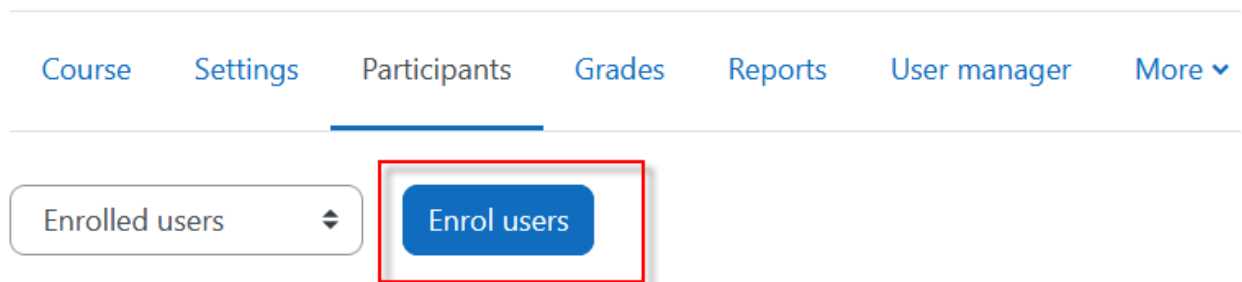 Course Settings Participants Grades Reports User manager More
Enrolled users Enrol users